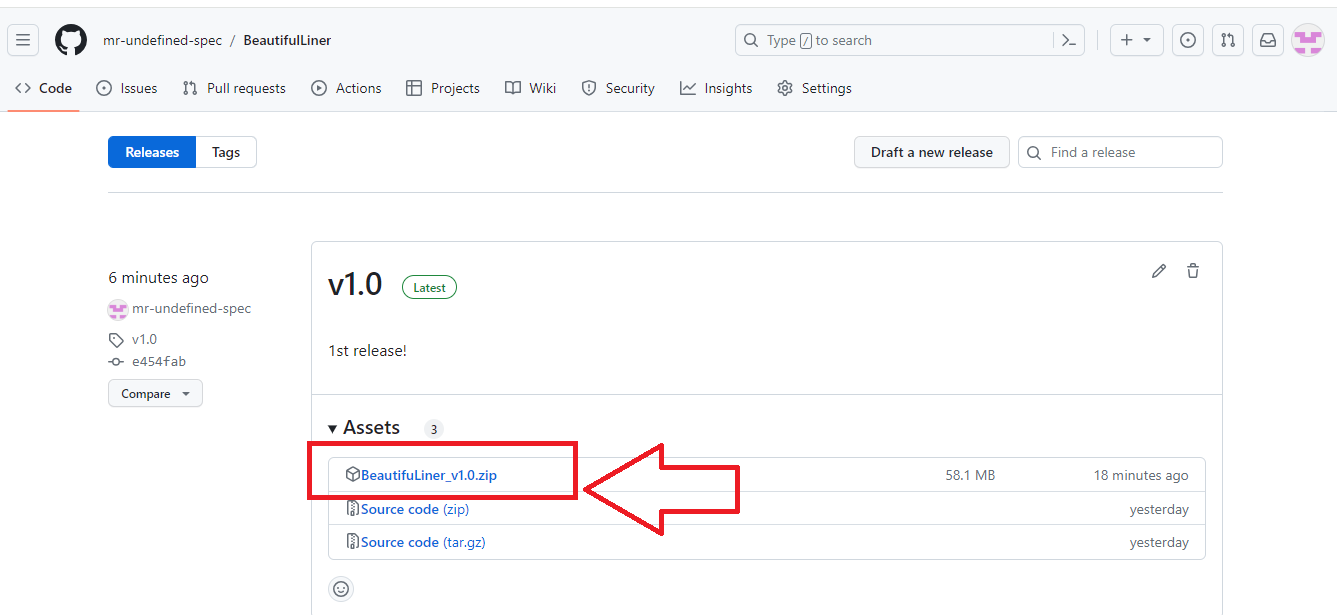 mr-undefined-spec / BeautifulLiner
Type / to search
Code Issues Pull requests Actions Projects Wiki Security Insights Settings
Releases Tags Draft a new release Find a release
6 minutes ago
mr-undefined-spec
v1.0
e454fab
Compare
v1.0 Latest
1st release!
Assets 3
BeautifuLiner_v1.0.zip 58.1 MB 18 minutes ago
Source code (zip) yesterday
Source code (tar.gz) yesterday